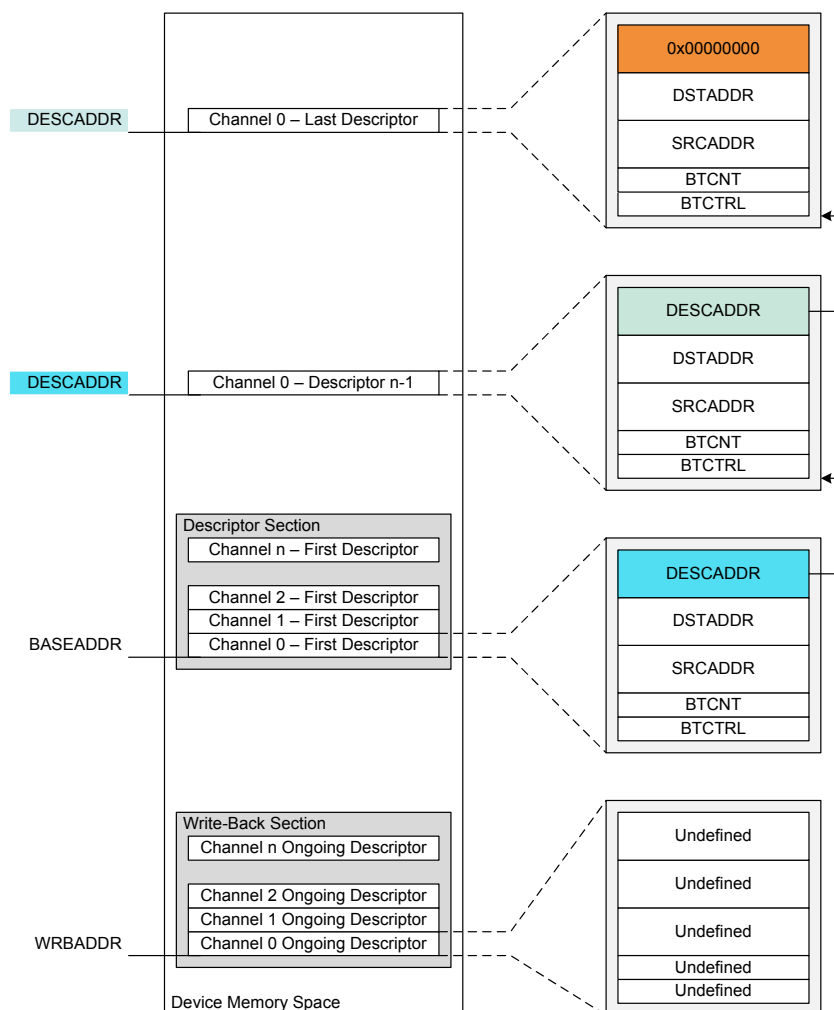 0x00000000
DSTADDR
SRCADDR
BTCNT
BTCTRL
DESCADDR
Channel 0 – Last Descriptor
DESCADDR
DSTADDR
SRCADDR
BTCNT
BTCTRL
DESCADDR
Channel 0 – Descriptor n-1
Descriptor Section
Channel n – First Descriptor
Channel 2 – First Descriptor
Channel 1 – First Descriptor
Channel 0 – First Descriptor
BASEADDR
DESCADDR
DSTADDR
SRCADDR
BTCNT
BTCTRL
Write-Back Section
Channel n Ongoing Descriptor
Channel 2 Ongoing Descriptor
Channel 1 Ongoing Descriptor
Channel 0 Ongoing Descriptor
WRBADDR
Undefined
Undefined
Undefined
Undefined
Undefined
Device Memory Space